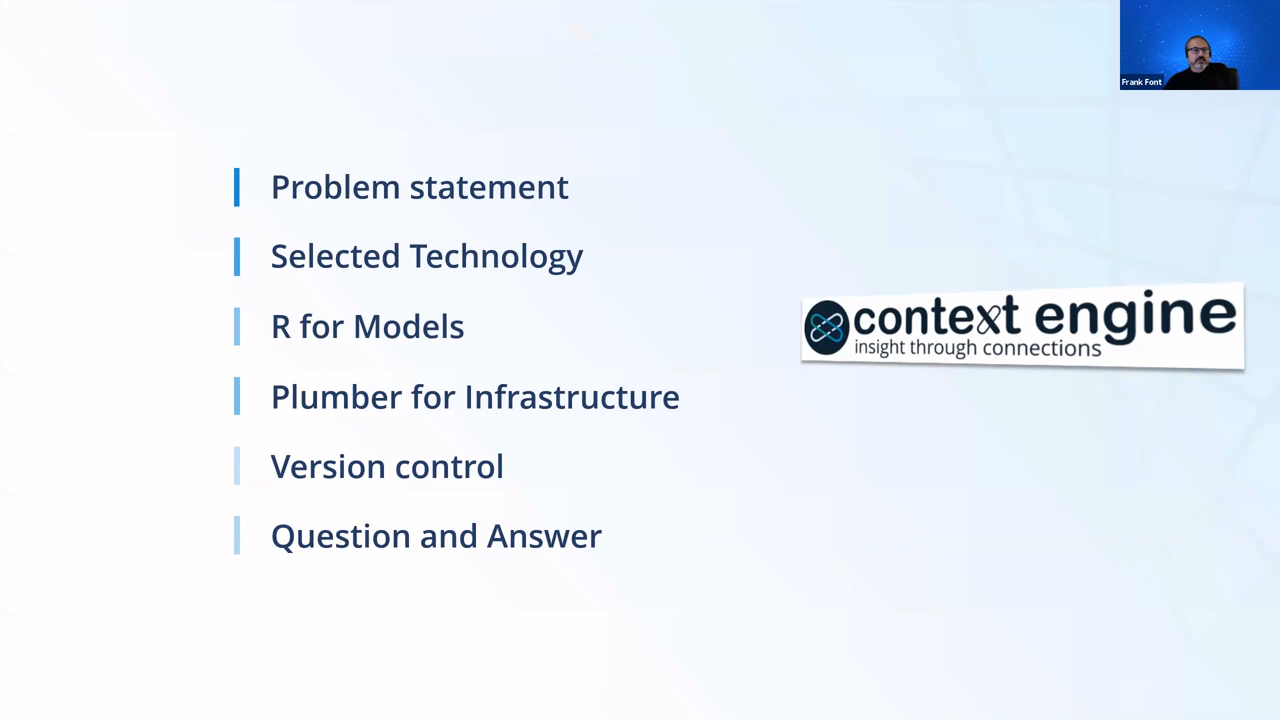 Frank Font
Problem statement
Selected Technology
R for Models
Plumber for Infrastructure
Version control
Question and Answer
context engine
insight through connections